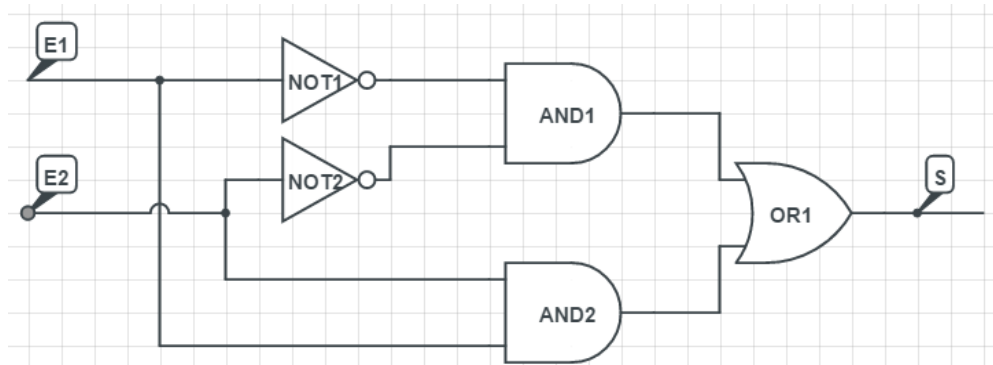 E1
NOT1
AND1
E2
NOT2
S
OR1
AND2